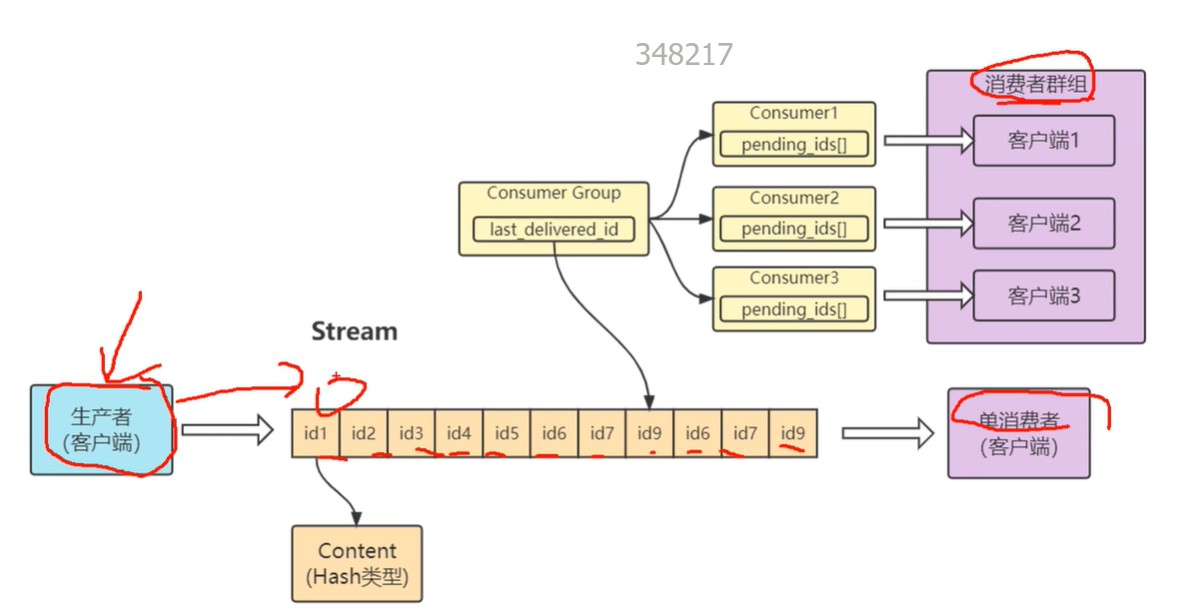 348217
消费者群组
Consumer1
pending_ids[]
客户端1
Consumer Group
last_delivered_id
Consumer2
pending_ids[]
客户端2
Consumer3
pending_ids[]
客户端3
Stream
生产者
(客户端)
id1 id2 id3 id4 id5 id6 id7 id9 id6 id7 id9
单消费者
(客户端)
Content
(Hash类型)